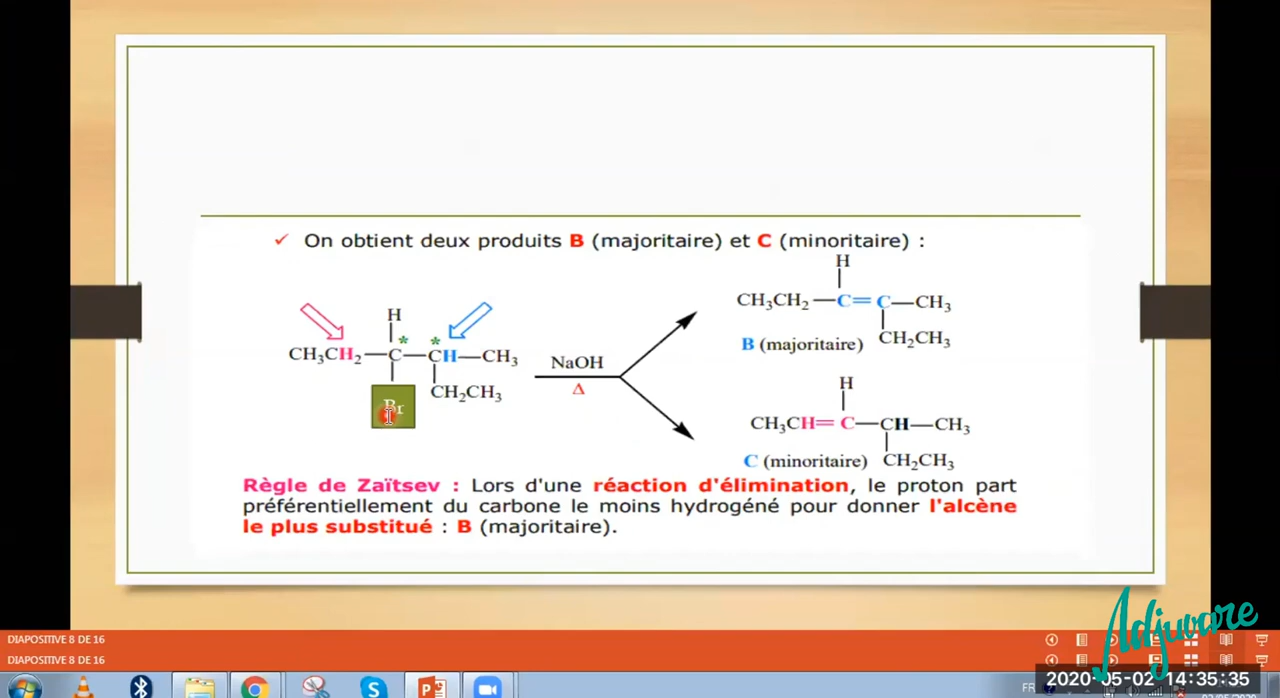 ✓ On obtient deux produits B (majoritaire) et C (minoritaire) :
H
CH₃CH₂—C=C—CH₃
CH₂CH₃
B (majoritaire)
H
* *
CH₃CH₂—C—CH—CH₃
Br
CH₂CH₃
NaOH
Δ
H
CH₃CH=C—CH—CH₃
CH₂CH₃
C (minoritaire)
Règle de Zaïtsev : Lors d'une réaction d'élimination, le proton part
préférentiellement du carbone le moins hydrogéné pour donner l'alcène
le plus substitué : B (majoritaire).
DIAPOSITIVE 8 DE 16
DIAPOSITIVE 8 DE 16
Adjware
FR
2020-05-02 14:35:35